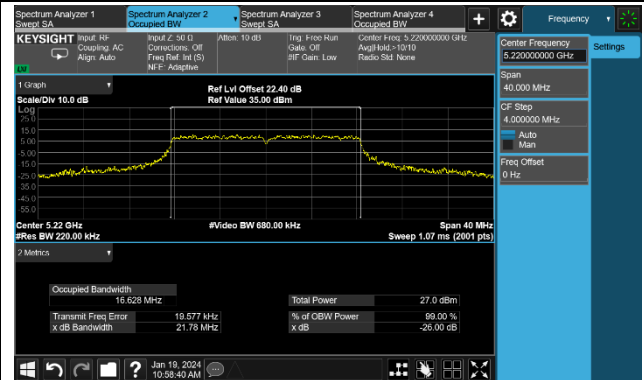 Spectrum Analyzer 1
Swept SA
Spectrum Analyzer 2
Occupied BW
Spectrum Analyzer 3
Swept SA
Spectrum Analyzer 4
Occupied BW
+
Frequency
KEYSIGHT
Input: RF
Coupling: AC
Align: Auto
Input Z: 50 Ω
Corrections: Off
Freq Ref: Int (S)
NFE: Adaptive
Atten: 10 dB
Trig: Free Run
Gate: Off
#IF Gain: Low
Center Freq: 5.220000000 GHz
Avg|Hold:>10/10
Radio Std: None
LXI
Center Frequency
5.220000000 GHz
Settings
Span
40.000 MHz
CF Step
4.000000 MHz
Auto
Man
Freq Offset
0 Hz
1 Graph
Scale/Div 10.0 dB
Ref Lvl Offset 22.40 dB
Ref Value 35.00 dBm
Log
25.0
15.0
5.00
-5.00
-15.0
-25.0
-35.0
-45.0
-55.0
Center 5.22 GHz
#Res BW 220.00 kHz
#Video BW 680.00 kHz
Span 40 MHz
Sweep 1.07 ms (2001 pts)
2 Metrics
Occupied Bandwidth
16.628 MHz
Total Power 27.0 dBm
Transmit Freq Error 19.577 kHz
% of OBW Power 99.00 %
x dB Bandwidth 21.78 MHz
x dB -26.00 dB
?
Jan 19, 2024
10:58:40 AM